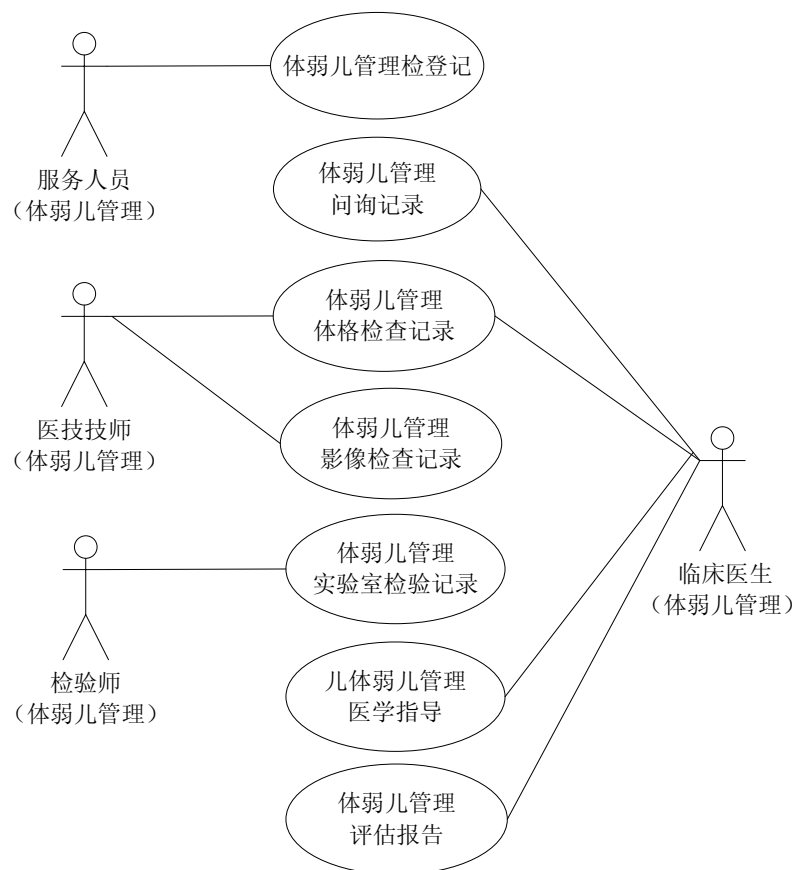 体弱儿管理检登记
服务人员
（体弱儿管理）
体弱儿管理
问询记录
体弱儿管理
体格检查记录
医技技师
（体弱儿管理）
体弱儿管理
影像检查记录
体弱儿管理
实验室检验记录
临床医生
（体弱儿管理）
检验师
（体弱儿管理）
儿体弱儿管理
医学指导
体弱儿管理
评估报告